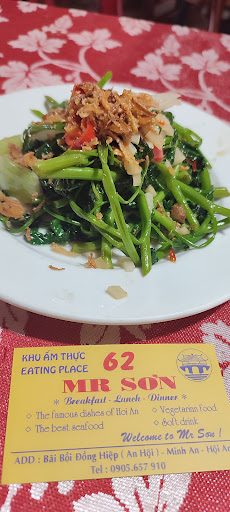 KHU ẨM THỰC
EATING PLACE
62
MR SƠN
* Breakfast - Lunch - Dinner *
◇ The famous dishes of Hoi An
◇ Vegetarian food
◇ The best seafood
◇ Soft drink
Welcome to Mr Sơn !
ADD : Bãi Bồi Đồng Hiệp ( An Hội ) - Minh An - Hội An
Tel : 0905.657 910